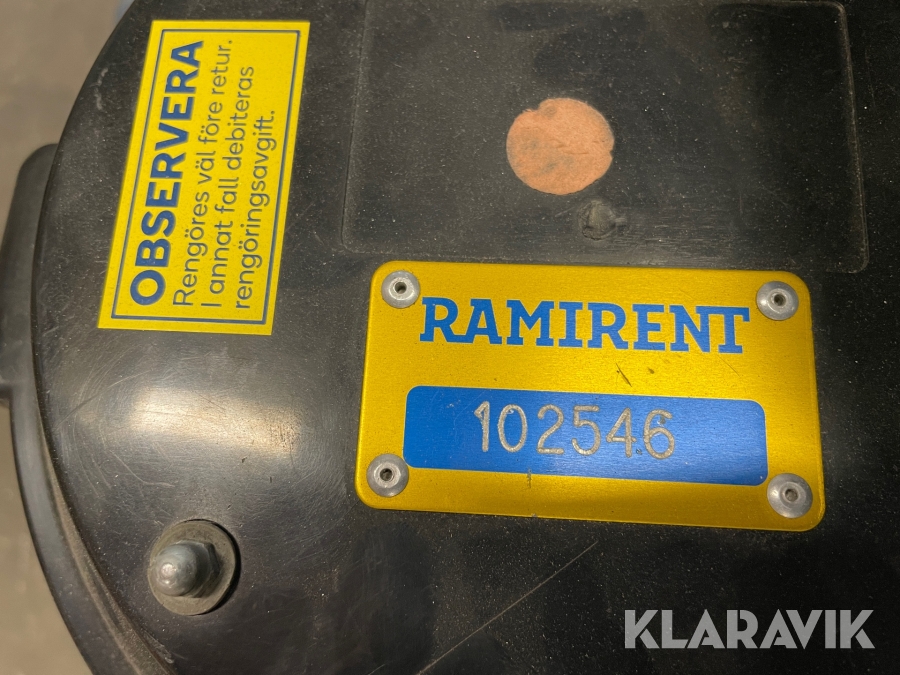 OBSERVERA
Rengöres väl före retur.
I annat fall debiteras
rengöringsavgift.
RAMIRENT
102546
KLARAVIK